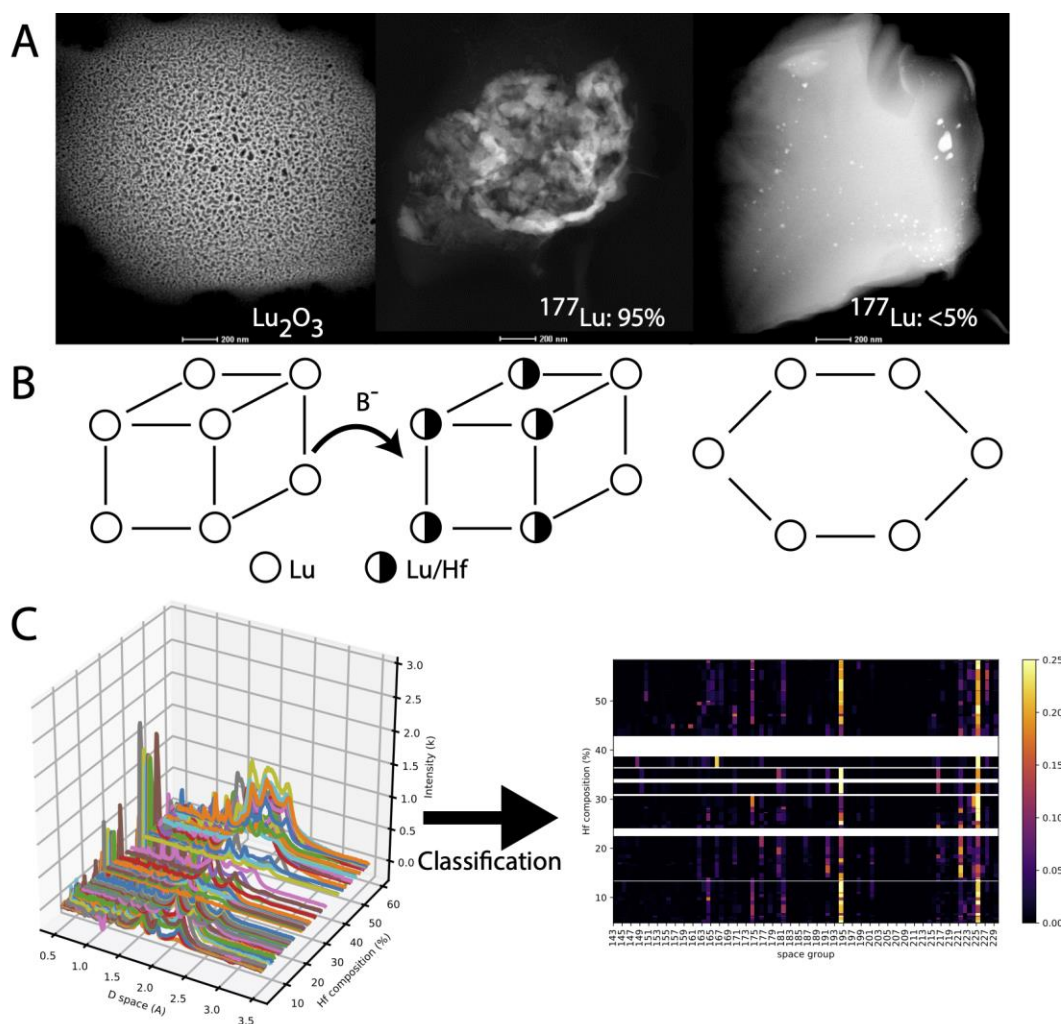 A
Lu₂O₃
¹⁷⁷Lu: 95%
¹⁷⁷Lu: <5%
200 nm
200 nm
200 nm
B
B⁻
Lu
Lu/Hf
C
3.0
2.5
2.0
1.5
1.0
0.5
0.0
Intensity (k)
60
50
40
30
20
10
Hf composition (%)
0.5
1.0
1.5
2.0
2.5
3.0
3.5
D space (A)
Classification
50
40
30
20
10
Hf composition (%)
143 145 147 149 151 153 155 157 159 161 163 165 167 169 171 173 175 177 179 181 183 185 187 189 191 193 195 197 199 201 203 205 207 209 211 213 215 217 219 221 223 225 227 229
space group
0.25
0.20
0.15
0.10
0.05
0.00